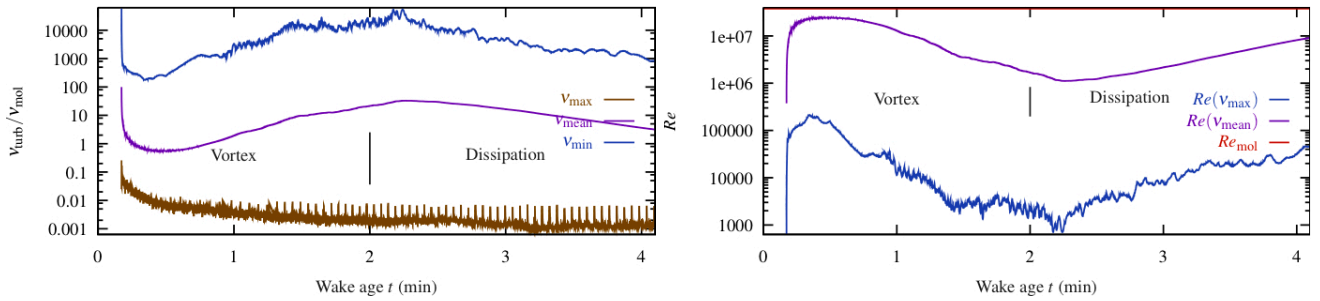 10000
1000
100
10
1
0.1
0.01
0.001
ν_turb/ν_mol
ν_max
ν_mean
ν_min
Vortex
Dissipation
0 1 2 3 4
Wake age t (min)
1e+07
1e+06
100000
10000
1000
Re
Vortex
Dissipation
Re(ν_max)
Re(ν_mean)
Re_mol
0 1 2 3 4
Wake age t (min)